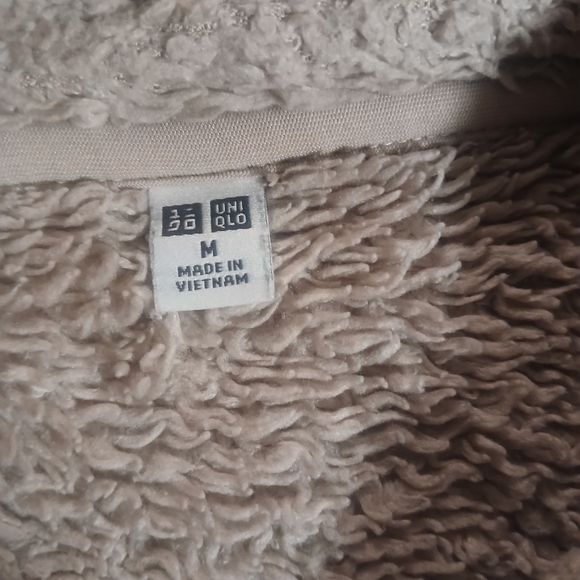 ユニ UNI
クロ QLO
M
MADE IN
VIETNAM